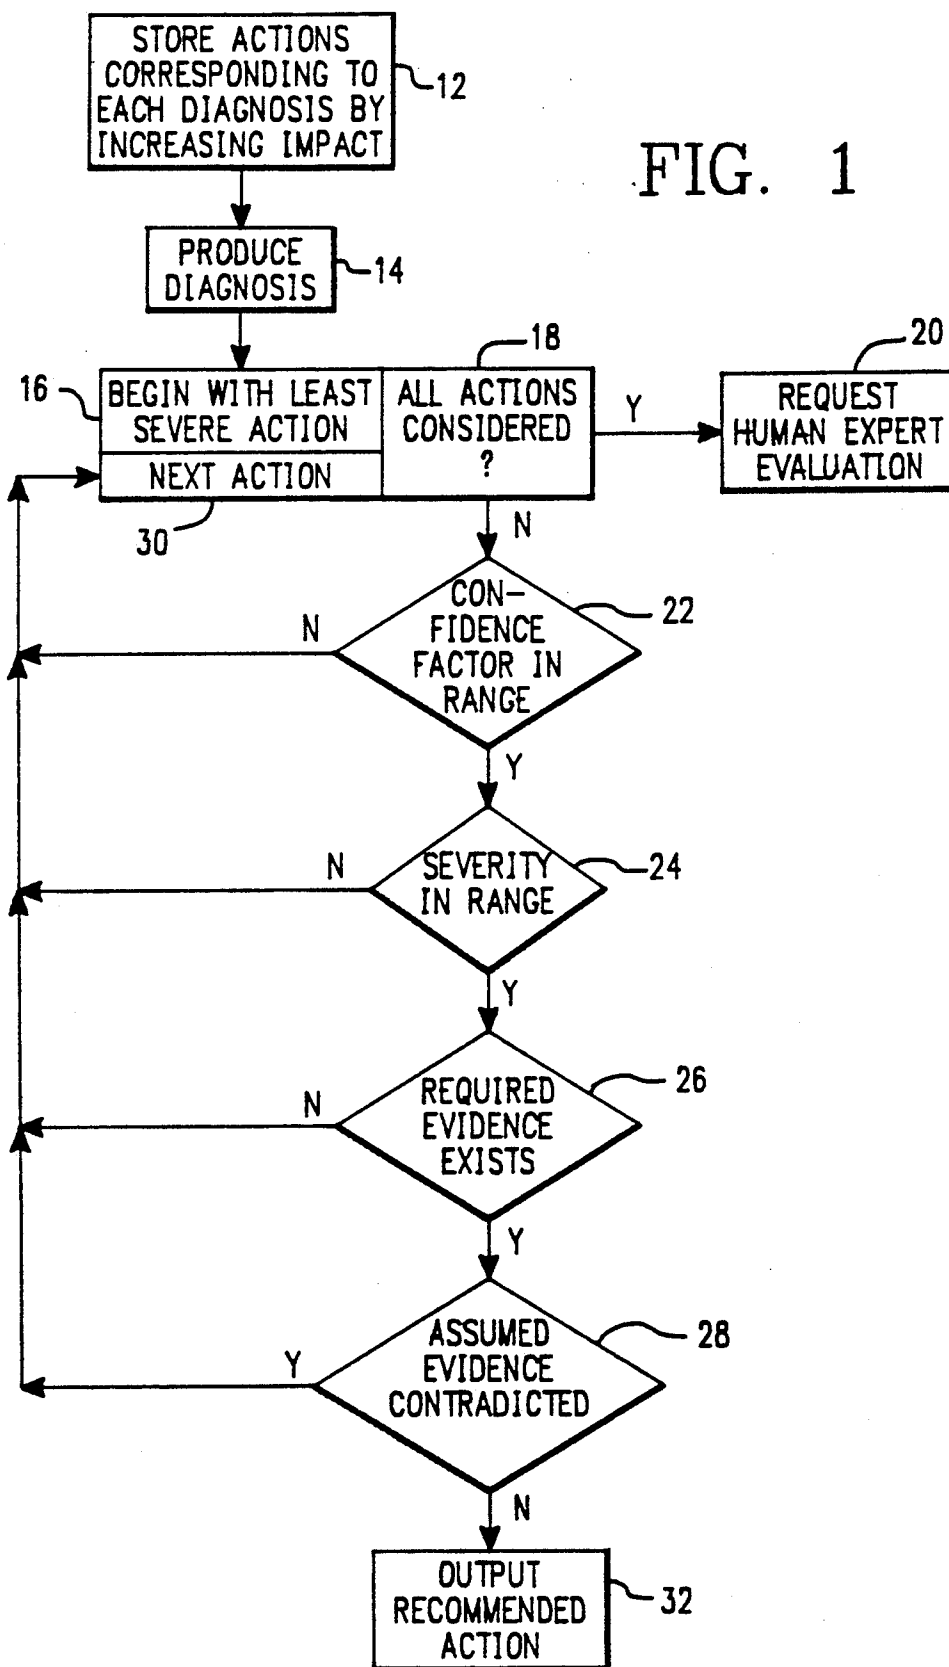 STORE ACTIONS
CORRESPONDING TO
EACH DIAGNOSIS BY
INCREASING IMPACT
12
FIG. 1
PRODUCE
DIAGNOSIS
14
16
BEGIN WITH LEAST
SEVERE ACTION
NEXT ACTION
30
18
ALL ACTIONS
CONSIDERED
?
Y
20
REQUEST
HUMAN EXPERT
EVALUATION
N
CON-
FIDENCE
FACTOR IN
RANGE
22
N
Y
SEVERITY
IN RANGE
24
N
Y
REQUIRED
EVIDENCE
EXISTS
26
N
Y
ASSUMED
EVIDENCE
CONTRADICTED
28
Y
N
OUTPUT
RECOMMENDED
ACTION
32